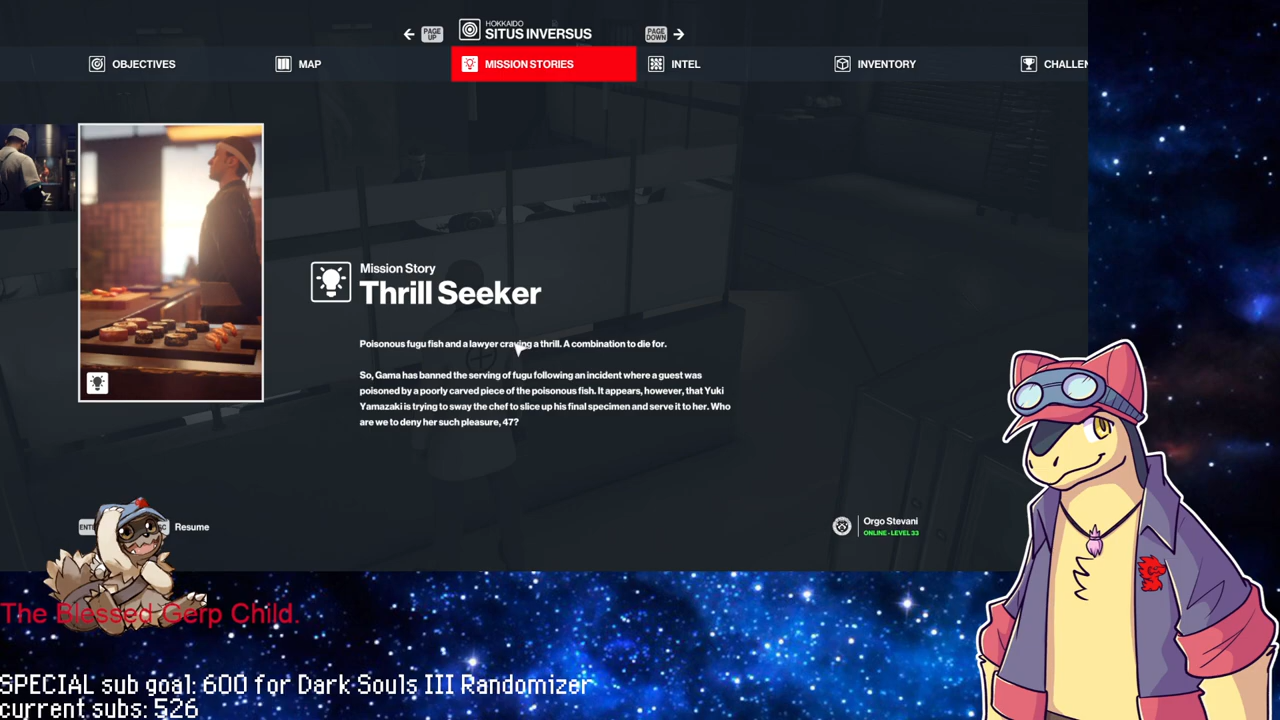 HOKKAIDO
PAGE UP
SITUS INVERSUS
PAGE DOWN
OBJECTIVES
MAP
MISSION STORIES
INTEL
INVENTORY
CHALLEN
Mission Story
Thrill Seeker
Poisonous fugu fish and a lawyer craving a thrill. A combination to die for.
So, Gama has banned the serving of fugu following an incident where a guest was
poisoned by a poorly carved piece of the poisonous fish. It appears, however, that Yuki
Yamazaki is trying to sway the chef to slice up his final specimen and serve it to her. Who
are we to deny her such pleasure, 47?
Resume
Orgo Stevani
ONLINE - LEVEL 33
The Blessed Gerp Child.
SPECIAL sub goal: 600 for Dark Souls III Randomizer
current subs: 526